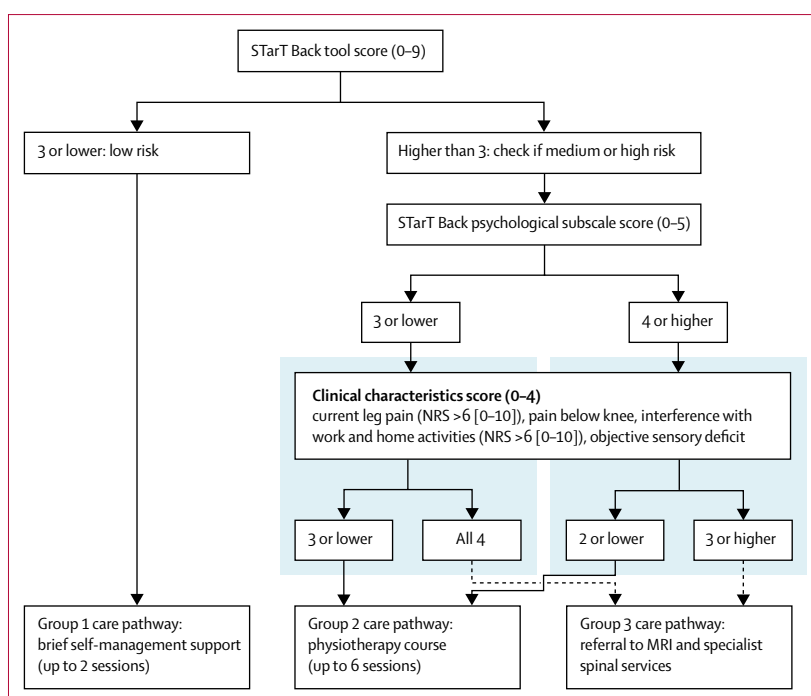 STarT Back tool score (0–9)
3 or lower: low risk
Higher than 3: check if medium or high risk
STarT Back psychological subscale score (0–5)
3 or lower
4 or higher
Clinical characteristics score (0–4)
current leg pain (NRS >6 [0–10]), pain below knee, interference with
work and home activities (NRS >6 [0–10]), objective sensory deficit
3 or lower
All 4
2 or lower
3 or higher
Group 1 care pathway:
brief self-management support
(up to 2 sessions)
Group 2 care pathway:
physiotherapy course
(up to 6 sessions)
Group 3 care pathway:
referral to MRI and specialist
spinal services